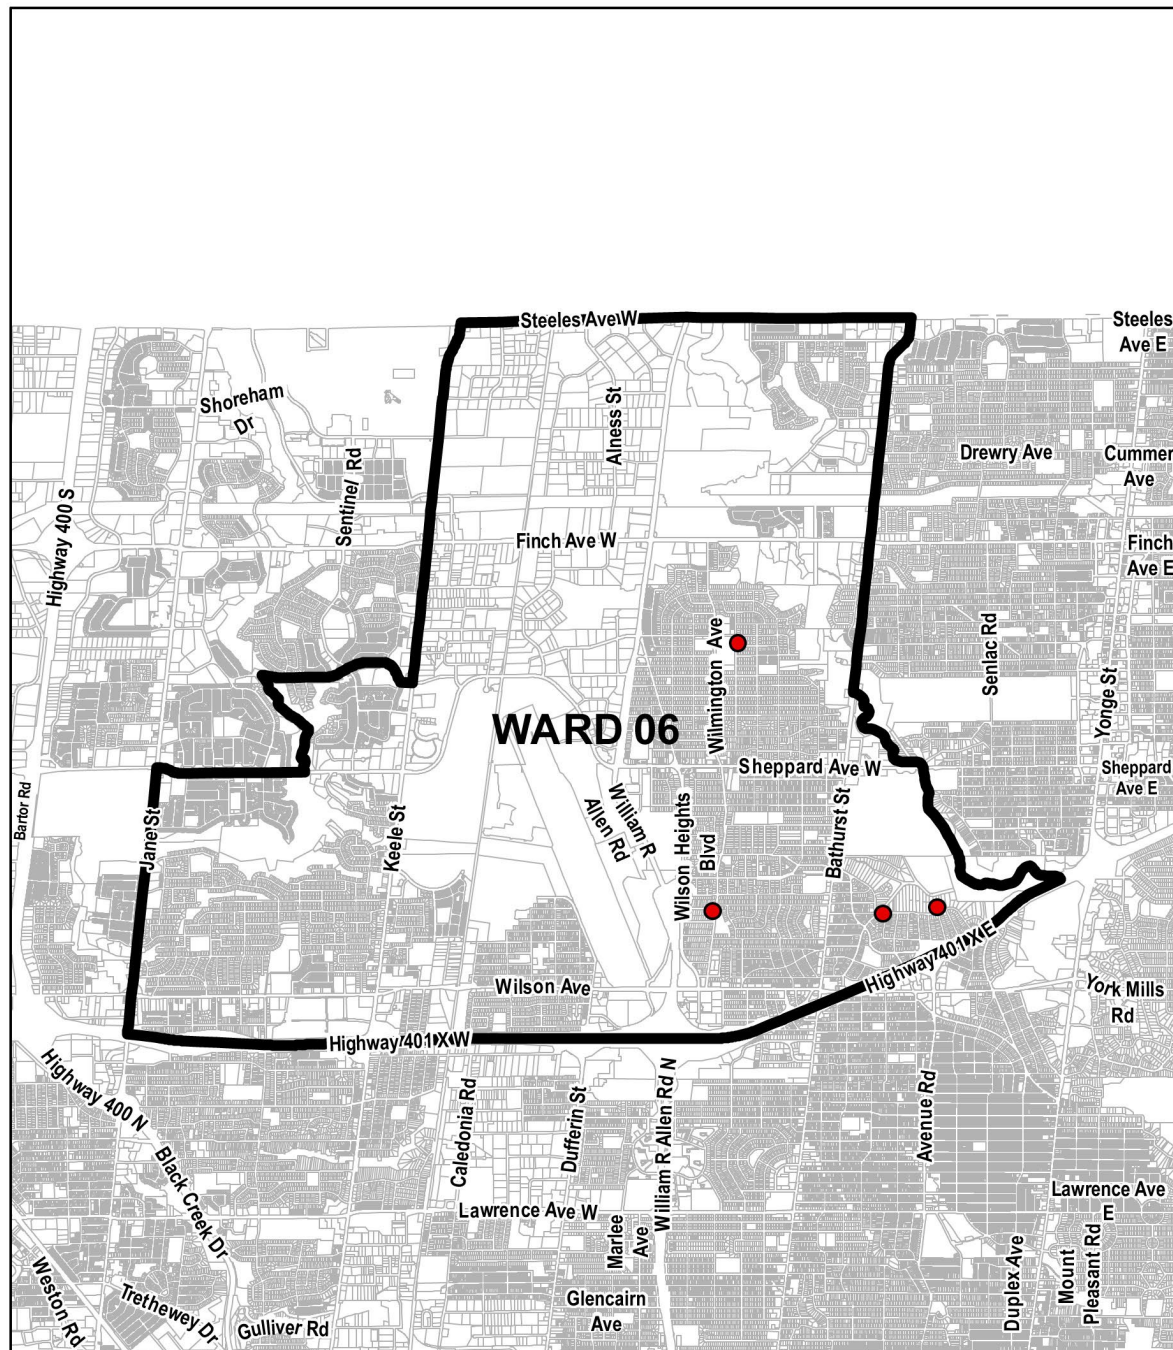 Steeles Ave W
Steeles
Ave E
Shoreham
Dr
Alness St
Drewry Ave
Cummer
Ave
Sentinel Rd
Highway 400 S
Finch Ave W
Finch
Ave E
Wilmington Ave
Senlac Rd
Yonge St
WARD 06
Sheppard Ave W
Sheppard
Ave E
Bartor Rd
Jane St
Keele St
William R
Allen Rd
Wilson Heights
Blvd
Bathurst St
Highway 401 X E
Wilson Ave
York Mills
Rd
Highway 401 X W
Highway 400 N
Caledonia Rd
Dufferin St
William R Allen Rd N
Avenue Rd
Black Creek Dr
Lawrence Ave W
Lawrence Ave
E
Marlee
Ave
Weston Rd
Trethewey Dr
Gulliver Rd
Glencairn
Ave
Duplex Ave
Mount
Pleasant Rd